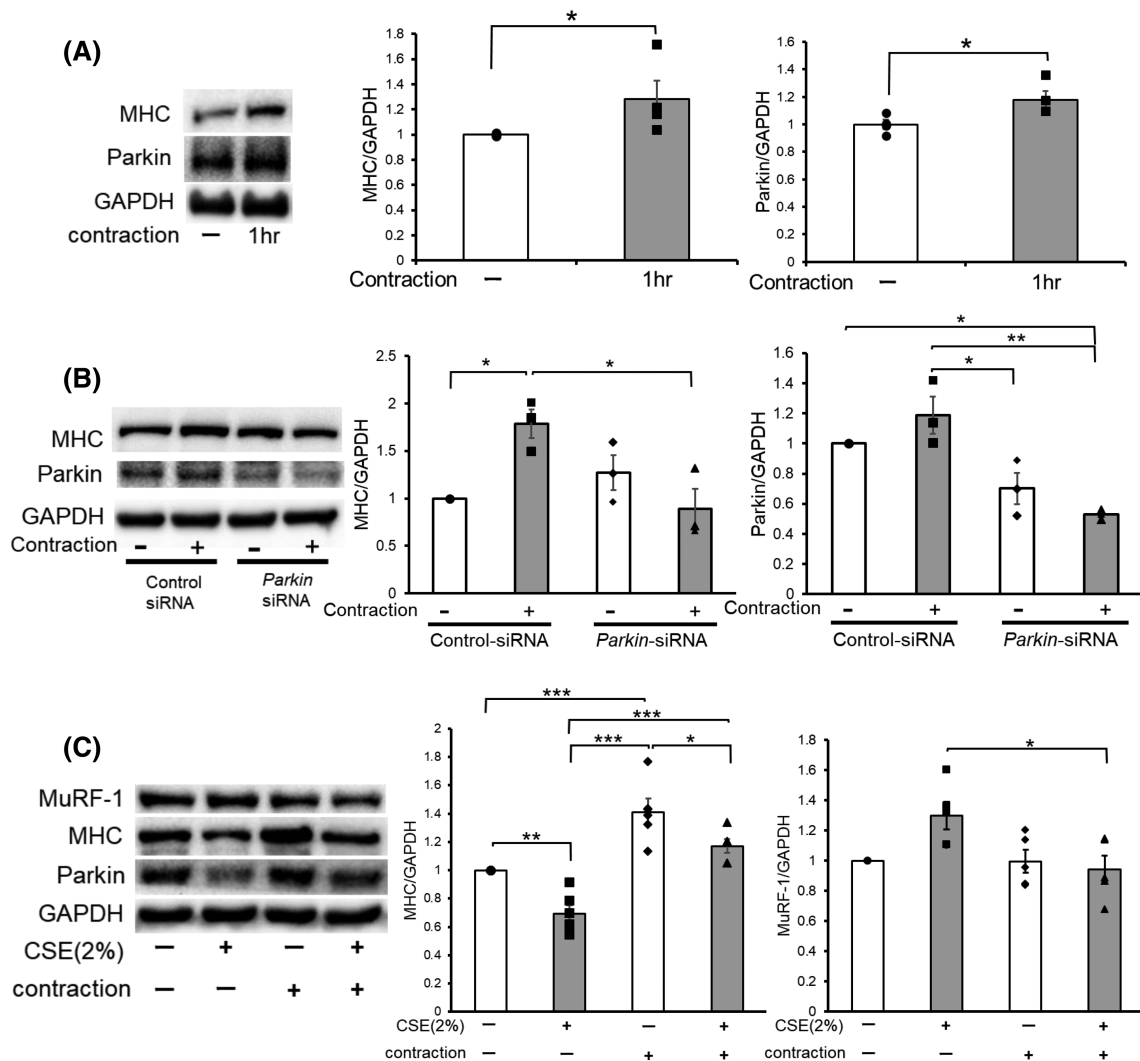 (A)
MHC
Parkin
GAPDH
contraction − 1hr
*
MHC/GAPDH
1.8
1.6
1.4
1.2
1
0.8
0.6
0.4
0.2
0
Contraction − 1hr
*
Parkin/GAPDH
1.6
1.4
1.2
1
0.8
0.6
0.4
0.2
0
Contraction − 1hr
(B)
MHC
Parkin
GAPDH
Contraction − + − +
Control siRNA
Parkin siRNA
* *
MHC/GAPDH
2.5
2
1.5
1
0.5
0
Contraction − + − +
Control-siRNA Parkin-siRNA
*
**
*
Parkin/GAPDH
1.6
1.4
1.2
1
0.8
0.6
0.4
0.2
0
Contraction − + − +
Control-siRNA Parkin-siRNA
(C)
MuRF-1
MHC
Parkin
GAPDH
CSE(2%) − + − +
contraction − − + +
***
***
*** *
**
MHC/GAPDH
2
1.8
1.6
1.4
1.2
1
0.8
0.6
0.4
0.2
0
CSE(2%) − + − +
contraction − − + +
*
MuRF-1/GAPDH
1.8
1.6
1.4
1.2
1
0.8
0.6
0.4
0.2
0
CSE(2%) − + − +
contraction − − + +